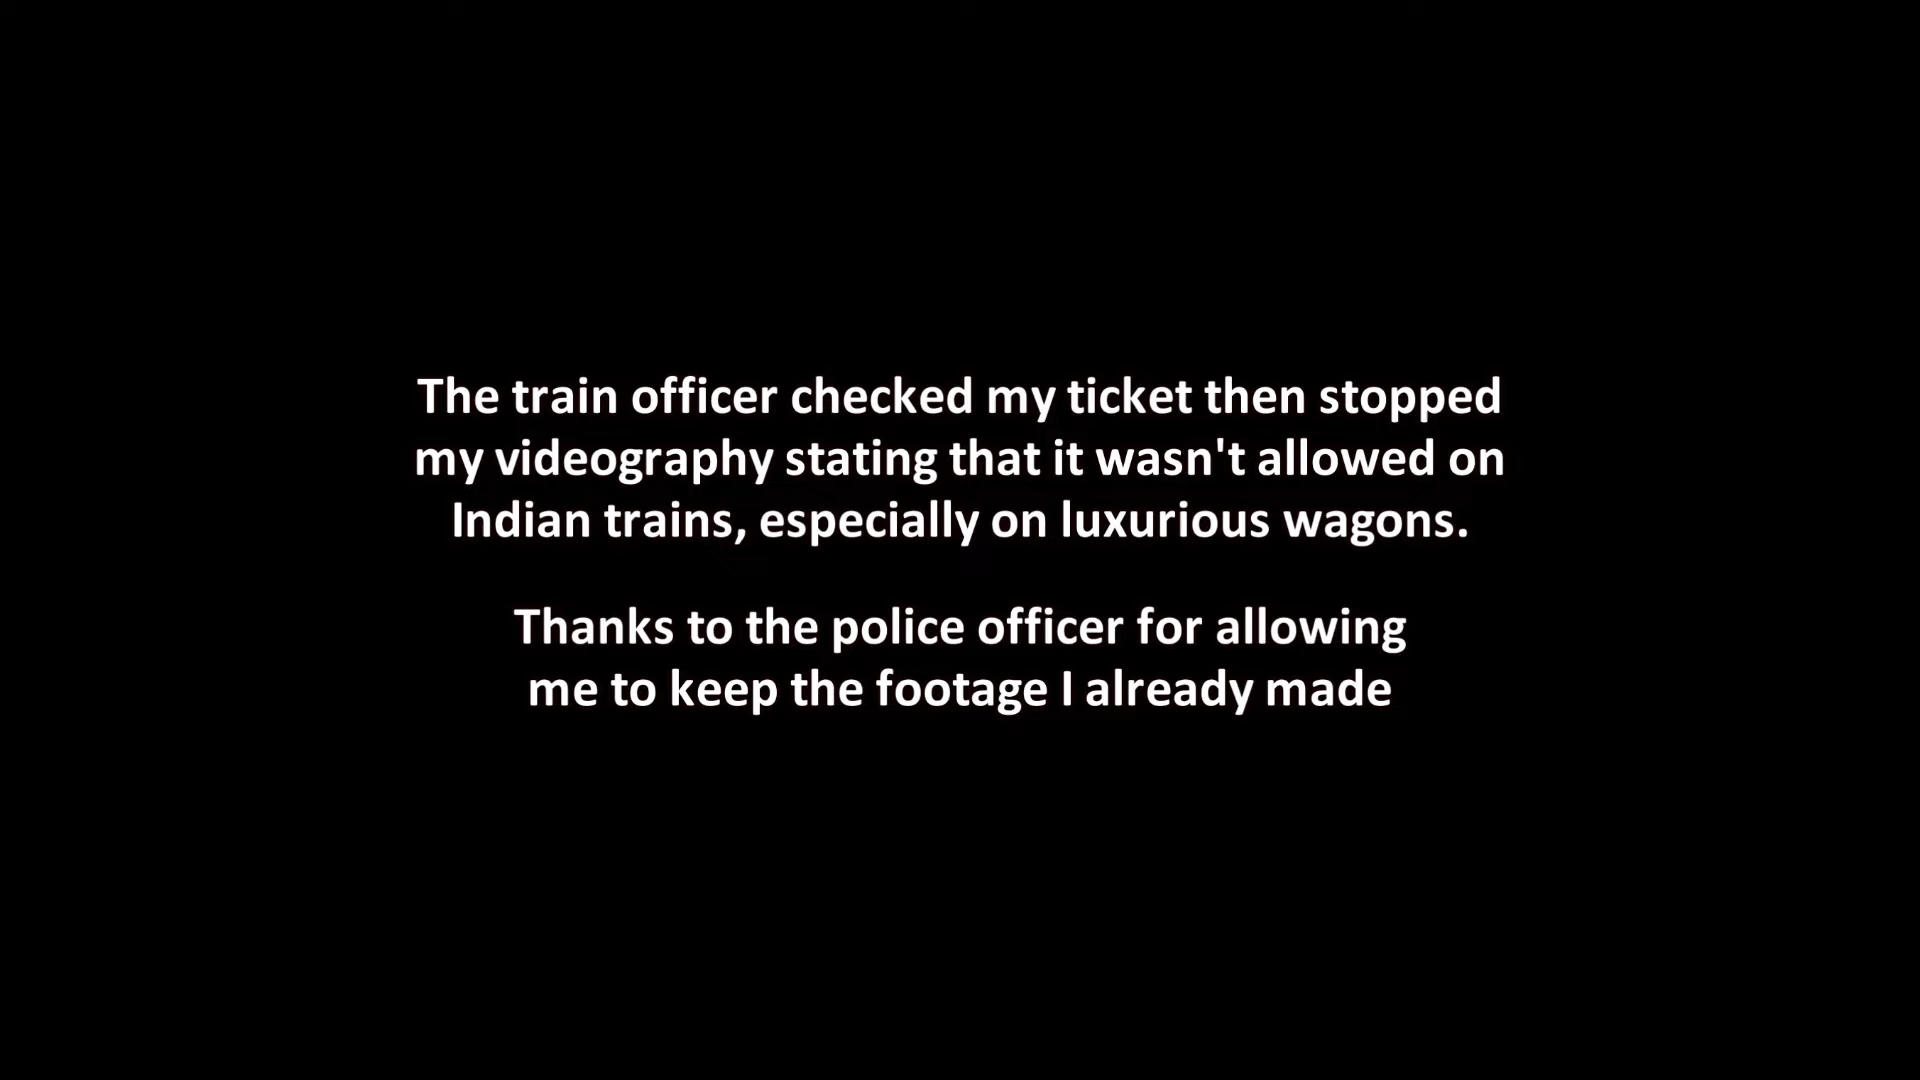 The train officer checked my ticket then stopped
my videography stating that it wasn't allowed on
Indian trains, especially on luxurious wagons.
Thanks to the police officer for allowing
me to keep the footage I already made